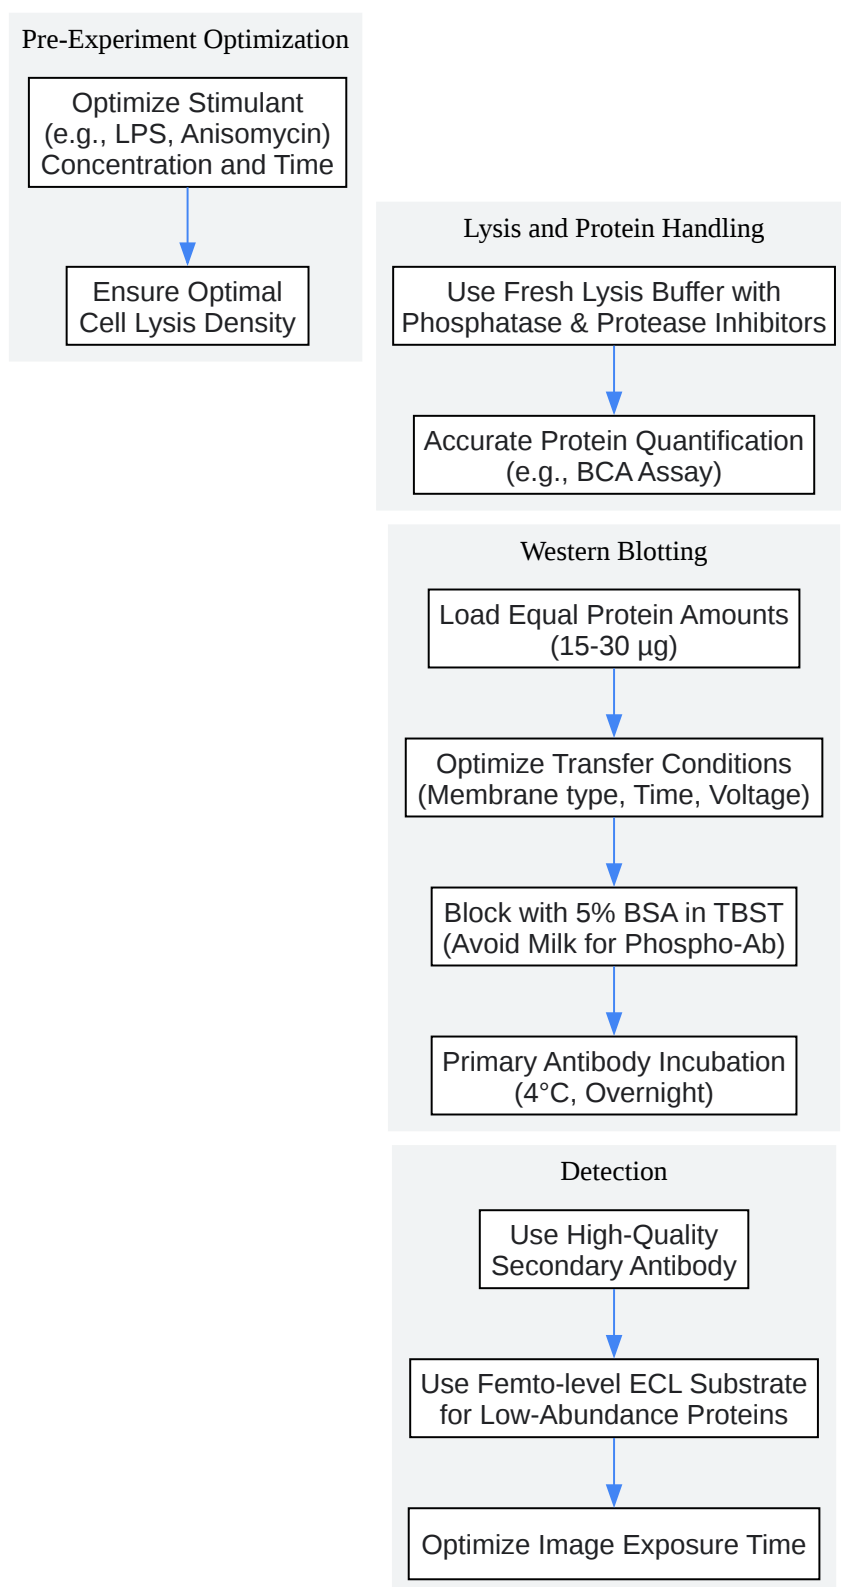 Pre-Experiment Optimization
Optimize Stimulant
(e.g., LPS, Anisomycin)
Concentration and Time
Ensure Optimal
Cell Lysis Density
Lysis and Protein Handling
Use Fresh Lysis Buffer with
Phosphatase & Protease Inhibitors
Accurate Protein Quantification
(e.g., BCA Assay)
Western Blotting
Load Equal Protein Amounts
(15-30 µg)
Optimize Transfer Conditions
(Membrane type, Time, Voltage)
Block with 5% BSA in TBST
(Avoid Milk for Phospho-Ab)
Primary Antibody Incubation
(4°C, Overnight)
Detection
Use High-Quality
Secondary Antibody
Use Femto-level ECL Substrate
for Low-Abundance Proteins
Optimize Image Exposure Time